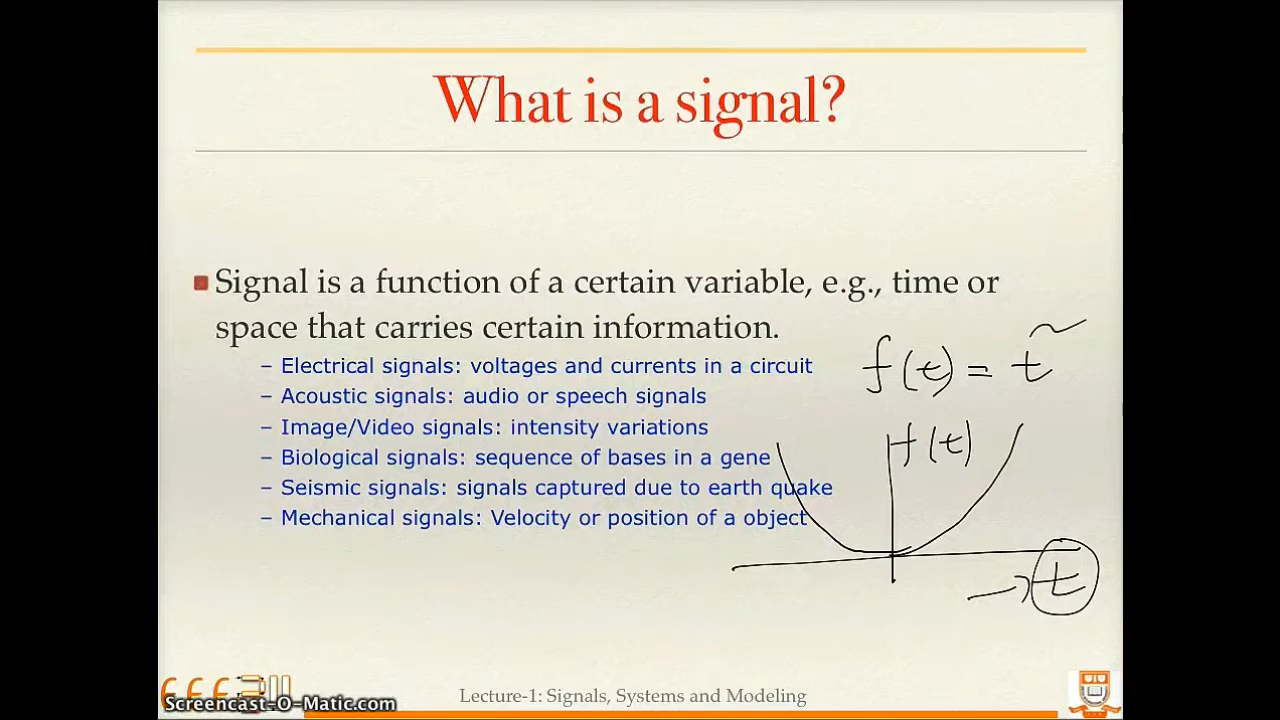 What is a signal?
Signal is a function of a certain variable, e.g., time or
space that carries certain information.
– Electrical signals: voltages and currents in a circuit
– Acoustic signals: audio or speech signals
– Image/Video signals: intensity variations
– Biological signals: sequence of bases in a gene
– Seismic signals: signals captured due to earth quake
– Mechanical signals: Velocity or position of a object
f(t) = t
f(t)
t
Screencast-O-Matic.com
Lecture-1: Signals, Systems and Modeling